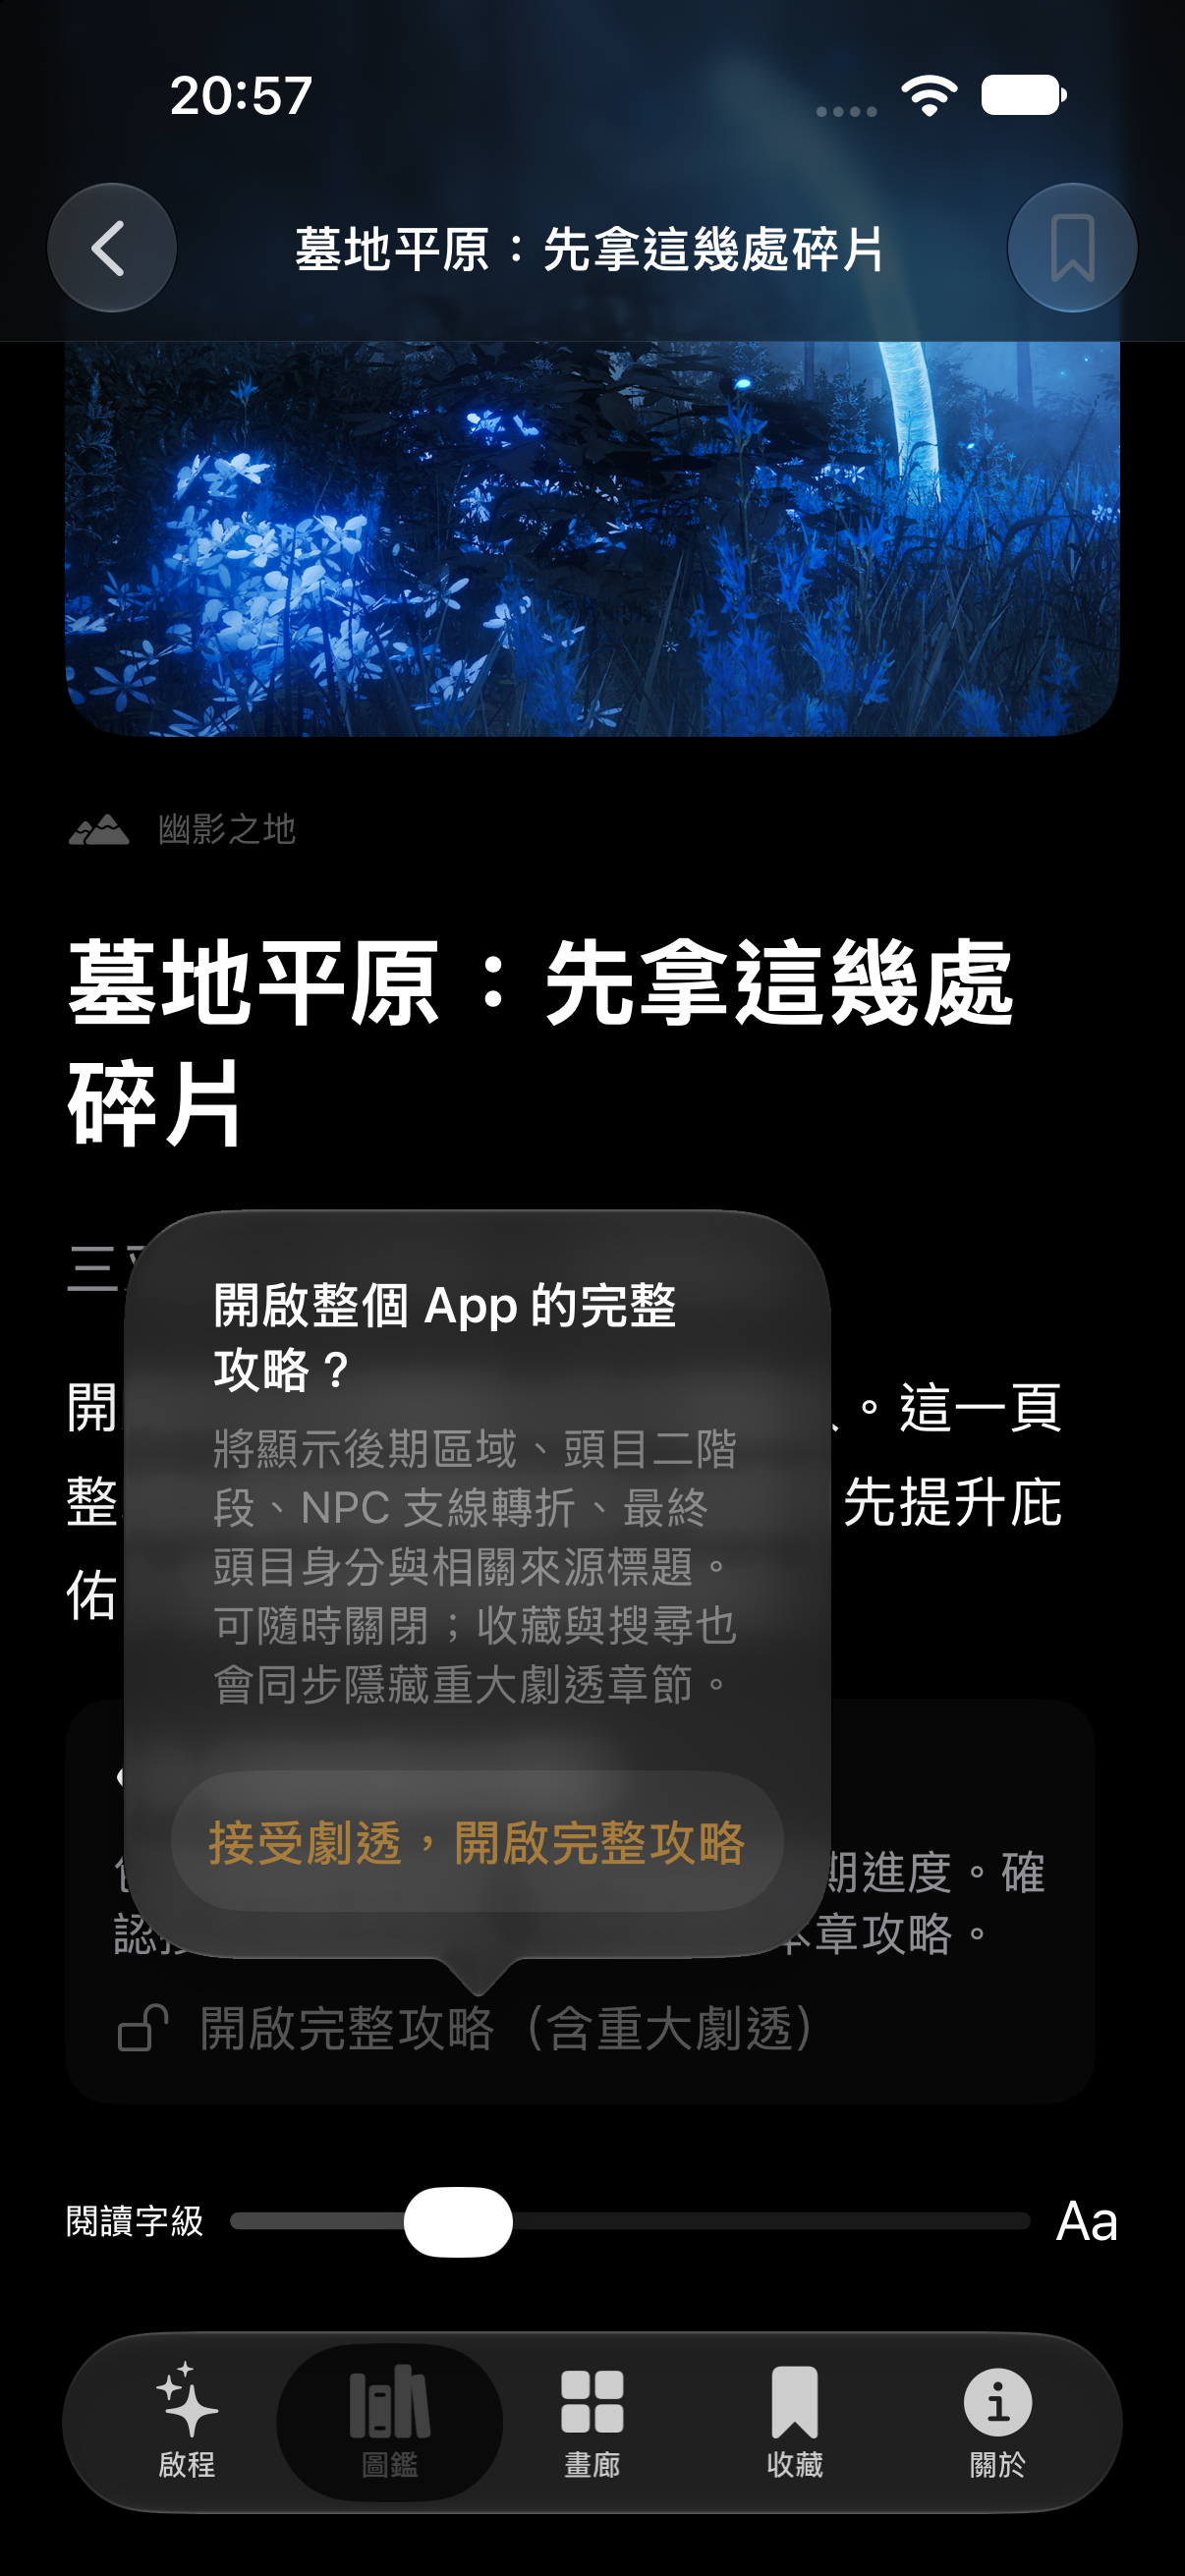 20:57
墓地平原：先拿這幾處碎片
幽影之地
墓地平原：先拿這幾處
碎片
三
開啟整個 App 的完整
攻略？
開
。這一頁
將顯示後期區域、頭目二階
段、NPC 支線轉折、最終
整
先提升庇
頭目身分與相關來源標題。
佑
可隨時關閉；收藏與搜尋也
會同步隱藏重大劇透章節。
接受劇透，開啟完整攻略
期進度。確
認
本章攻略。
開啟完整攻略（含重大劇透）
閱讀字級 Aa
啟程 圖鑑 畫廊 收藏 關於